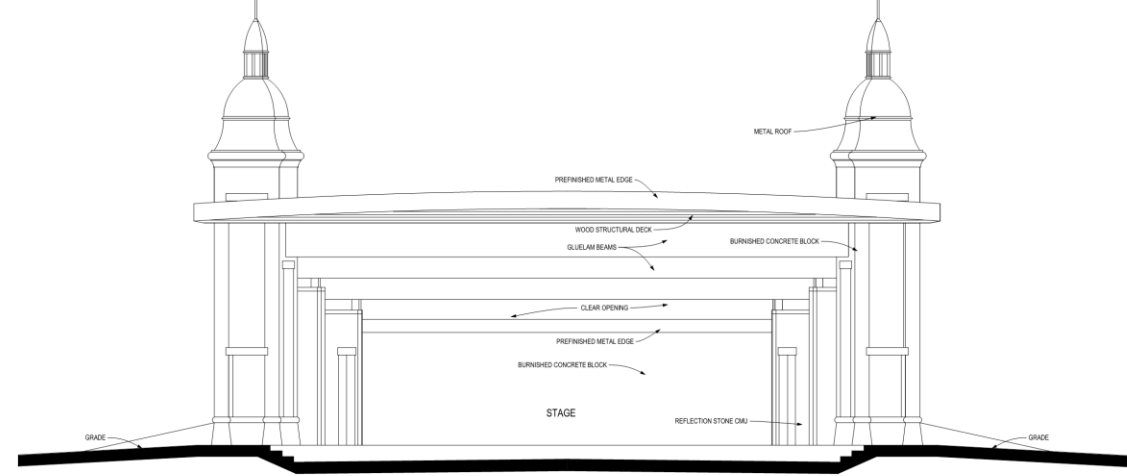 METAL ROOF
PREFINISHED METAL EDGE
WOOD STRUCTURAL DECK
BURNISHED CONCRETE BLOCK
GLUELAM BEAMS
CLEAR OPENING
PREFINISHED METAL EDGE
BURNISHED CONCRETE BLOCK
STAGE
REFLECTION STONE CMU
GRADE
GRADE